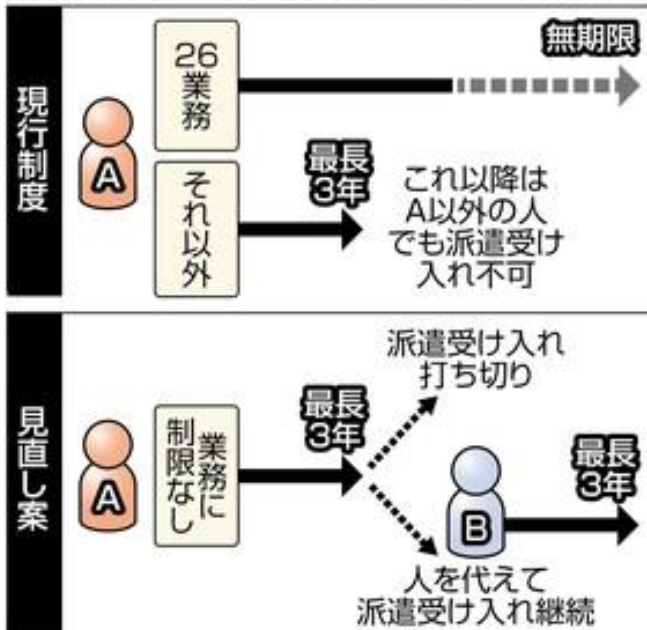 現行制度
A
26業務
無期限
それ以外
最長
3年
これ以降は
A以外の人
でも派遣受け
入れ不可
見直し案
A
業務に
制限なし
最長
3年
派遣受け入れ
打ち切り
B
最長
3年
人を代えて
派遣受け入れ継続